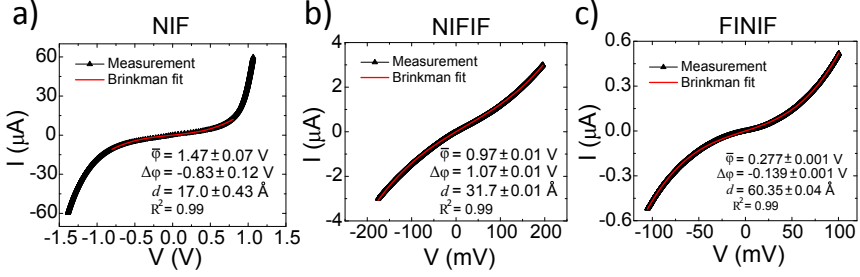 a) NIF
I (μA)
60
30
0
-30
-60
Measurement
Brinkman fit
φ̅ = 1.47±0.07 V
Δφ = -0.83±0.12 V
d = 17.0±0.43 Å
R²= 0.99
-1.5 -1.0 -0.5 0.0 0.5 1.0 1.5
V (V)
b) NIFIF
I (μA)
4
2
0
-2
-4
Measurement
Brinkman fit
φ̅ = 0.97±0.01 V
Δφ = 1.07±0.01 V
d = 31.7±0.01 Å
R²= 0.99
-200 -100 0 100 200
V (mV)
c) FINIF
I (μA)
0.6
0.3
0.0
-0.3
-0.6
Measurement
Brinkman fit
φ̅ = 0.277±0.001 V
Δφ = -0.139±0.001 V
d = 60.35±0.04 Å
R²= 0.99
-100 -50 0 50 100
V (mV)